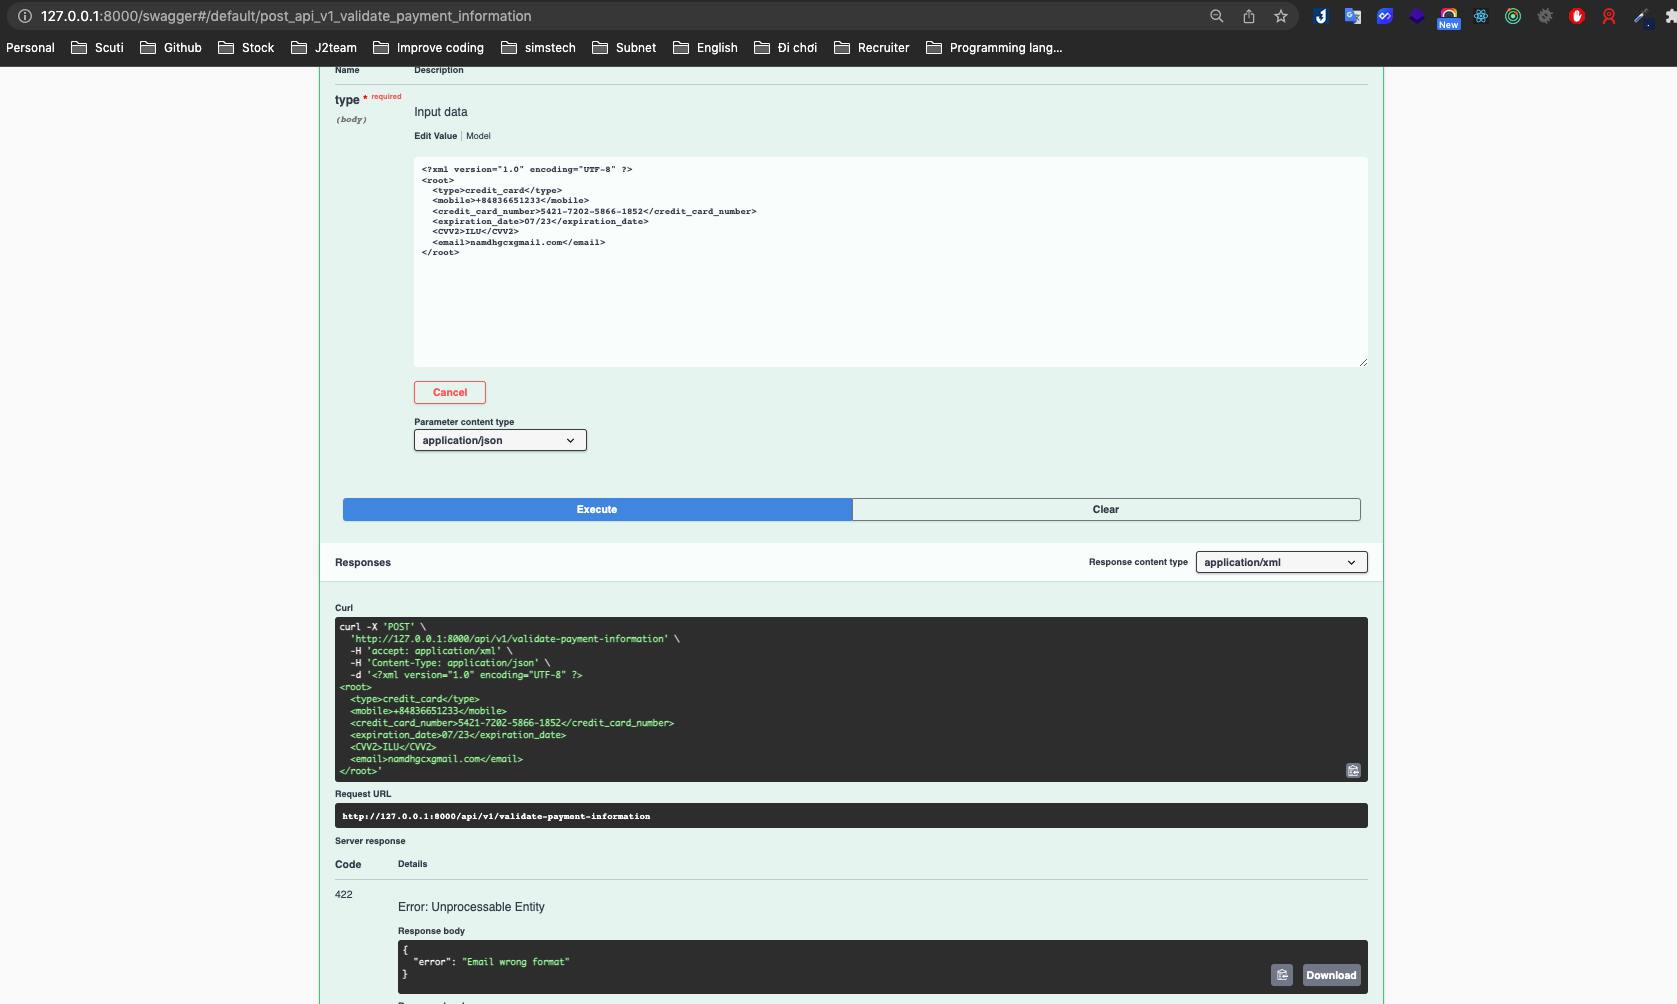 127.0.0.1:8000/swagger#/default/post_api_v1_validate_payment_information
New
Personal Scuti Github Stock J2team Improve coding simstech Subnet English Đi chơi Recruiter Programming lang...
Name Description
type * required
(body)
Input data
Edit Value | Model
<?xml version="1.0" encoding="UTF-8" ?>
<root>
<type>credit_card</type>
<mobile>+84836651233</mobile>
<credit_card_number>5421-7202-5866-1852</credit_card_number>
<expiration_date>07/23</expiration_date>
<CVV2>ILU</CVV2>
<email>namdhgcxgmail.com</email>
</root>
Cancel
Parameter content type
application/json
Execute Clear
Responses Response content type application/xml
Curl
curl -X 'POST' \
'http://127.0.0.1:8000/api/v1/validate-payment-information' \
-H 'accept: application/xml' \
-H 'Content-Type: application/json' \
-d '<?xml version="1.0" encoding="UTF-8" ?>
<root>
<type>credit_card</type>
<mobile>+84836651233</mobile>
<credit_card_number>5421-7202-5866-1852</credit_card_number>
<expiration_date>07/23</expiration_date>
<CVV2>ILU</CVV2>
<email>namdhgcxgmail.com</email>
</root>'
Request URL
http://127.0.0.1:8000/api/v1/validate-payment-information
Server response
Code Details
422
Error: Unprocessable Entity
Response body
{
"error": "Email wrong format"
}
Download